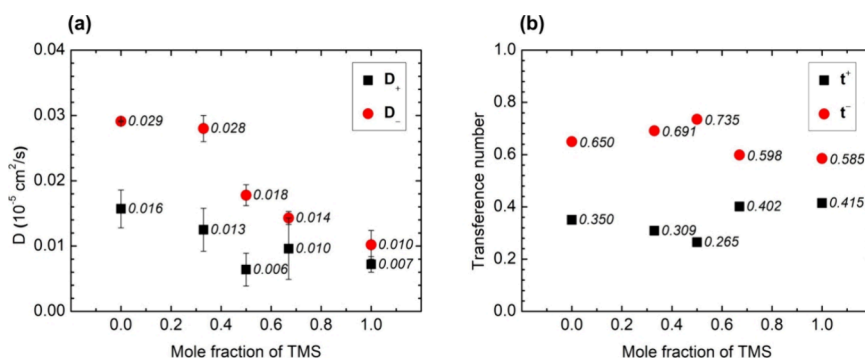 (a)
0.04
0.03
0.02
0.01
0.00
D (10⁻⁵ cm²/s)
D₊
D₋
0.029
0.028
0.018
0.014
0.010
0.016
0.013
0.006
0.010
0.007
0.0 0.2 0.4 0.6 0.8 1.0
Mole fraction of TMS
(b)
1.0
0.8
0.6
0.4
0.2
0.0
Transference number
t⁺
t⁻
0.650
0.691
0.735
0.598
0.585
0.350
0.309
0.265
0.402
0.415
0.0 0.2 0.4 0.6 0.8 1.0
Mole fraction of TMS